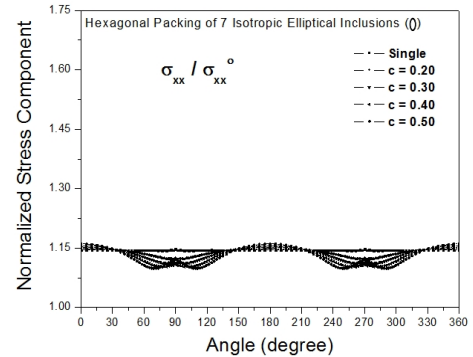 Hexagonal Packing of 7 Isotropic Elliptical Inclusions (0)
σxx / σxx°
Single
c = 0.20
c = 0.30
c = 0.40
c = 0.50
Normalized Stress Component
1.75
1.60
1.45
1.30
1.15
1.00
0 30 60 90 120 150 180 210 240 270 300 330 360
Angle (degree)